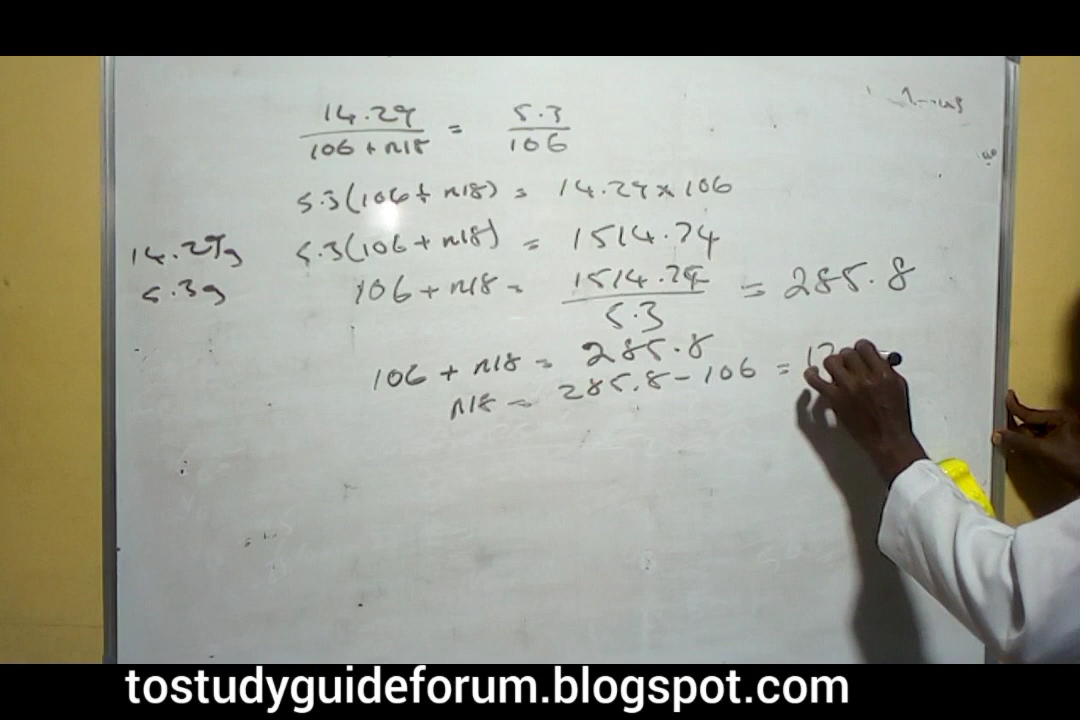 14.29 / 106 + n18 = 5.3 / 106
5.3(106 + n18) = 14.29 x 106
14.29g
5.3(106 + n18) = 1514.74
5.3g
106 + n18 = 1514.74 / 5.3 = 285.8
106 + n18 = 285.8
n18 = 285.8 - 106 =
tostudyguideforum.blogspot.com